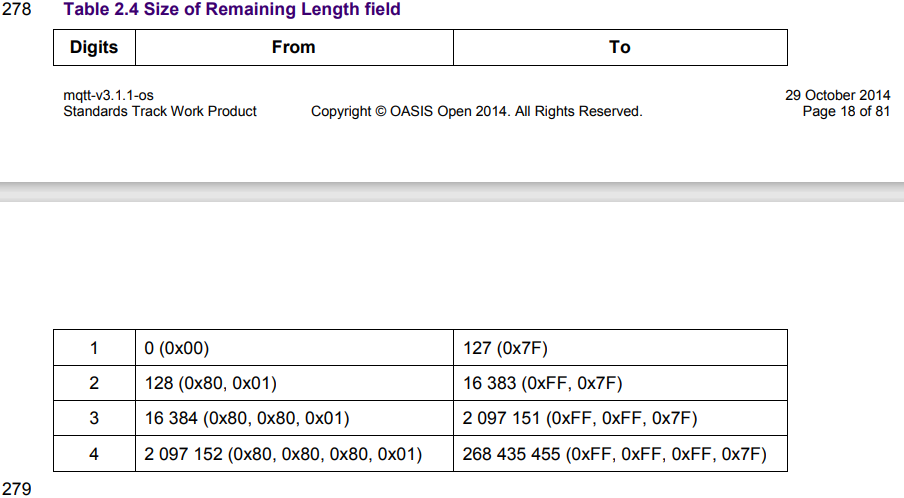 278 Table 2.4 Size of Remaining Length field
Digits From To
mqtt-v3.1.1-os 29 October 2014
Standards Track Work Product Copyright © OASIS Open 2014. All Rights Reserved. Page 18 of 81
1 0 (0x00) 127 (0x7F)
2 128 (0x80, 0x01) 16 383 (0xFF, 0x7F)
3 16 384 (0x80, 0x80, 0x01) 2 097 151 (0xFF, 0xFF, 0x7F)
4 2 097 152 (0x80, 0x80, 0x80, 0x01) 268 435 455 (0xFF, 0xFF, 0xFF, 0x7F)
279